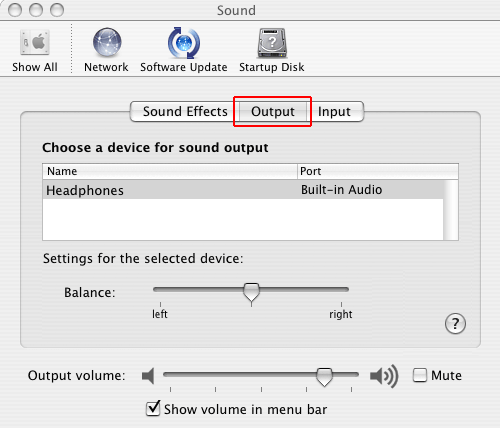 Sound
Show All Network Software Update Startup Disk
Sound Effects Output Input
Choose a device for sound output
Name Port
Headphones Built-in Audio
Settings for the selected device:
Balance:
left right
?
Output volume: Mute
Show volume in menu bar